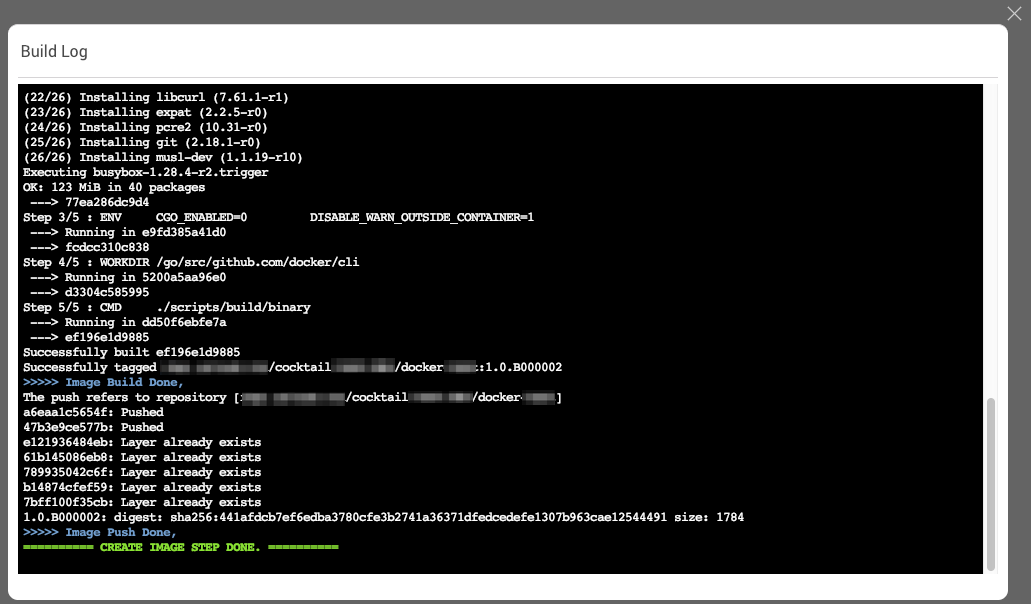 Build Log
(22/26) Installing libcurl (7.61.1-r1)
(23/26) Installing expat (2.2.5-r0)
(24/26) Installing pcre2 (10.31-r0)
(25/26) Installing git (2.18.1-r0)
(26/26) Installing musl-dev (1.1.19-r10)
Executing busybox-1.28.4-r2.trigger
OK: 123 MiB in 40 packages
---> 77ea286dc9d4
Step 3/5 : ENV CGO_ENABLED=0 DISABLE_WARN_OUTSIDE_CONTAINER=1
---> Running in e9fd385a41d0
---> fcdcc310c838
Step 4/5 : WORKDIR /go/src/github.com/docker/cli
---> Running in 5200a5aa96e0
---> d3304c585995
Step 5/5 : CMD ./scripts/build/binary
---> Running in dd50f6ebfe7a
---> ef196e1d9885
Successfully built ef196e1d9885
Successfully tagged /cocktail /docker :1.0.B000002
>>>>> Image Build Done,
The push refers to repository [ /cocktail /docker ]
a6eaa1c5654f: Pushed
47b3e9ce577b: Pushed
e121936484eb: Layer already exists
61b145086eb8: Layer already exists
789935042c6f: Layer already exists
b14874cfef59: Layer already exists
7bff100f35cb: Layer already exists
1.0.B000002: digest: sha256:441afdcb7ef6edba3780cfe3b2741a36371dfedcedefe1307b963cae12544491 size: 1784
>>>>> Image Push Done,
========== CREATE IMAGE STEP DONE. ==========